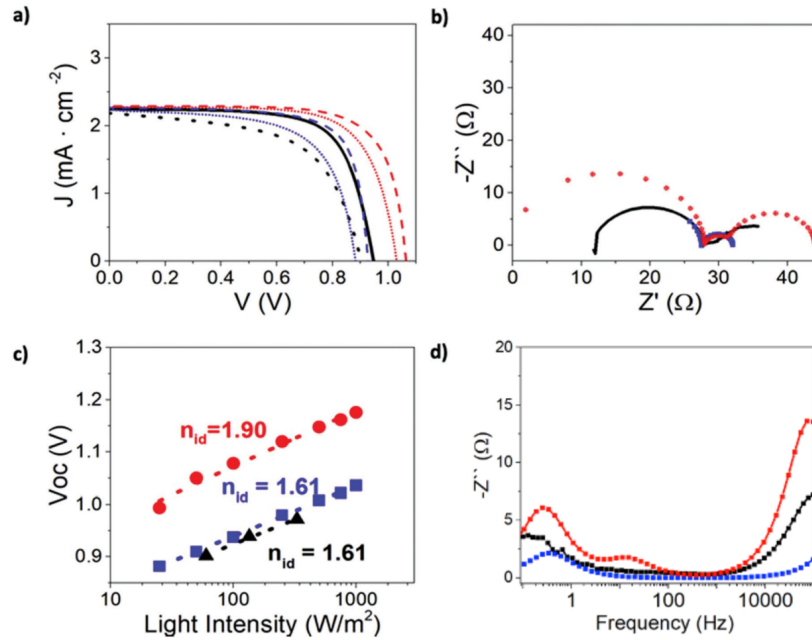 a)
J (mA · cm⁻²)
3
2
1
0
0.0 0.2 0.4 0.6 0.8 1.0
V (V)
b)
-Z`` (Ω)
40
30
20
10
0
0 10 20 30 40
Z' (Ω)
c)
Voc (V)
1.3
1.2
1.1
1.0
0.9
n_id=1.90
n_id = 1.61
n_id = 1.61
10 100 1000
Light Intensity (W/m²)
d)
-Z`` (Ω)
20
15
10
5
0
1 100 10000
Frequency (Hz)